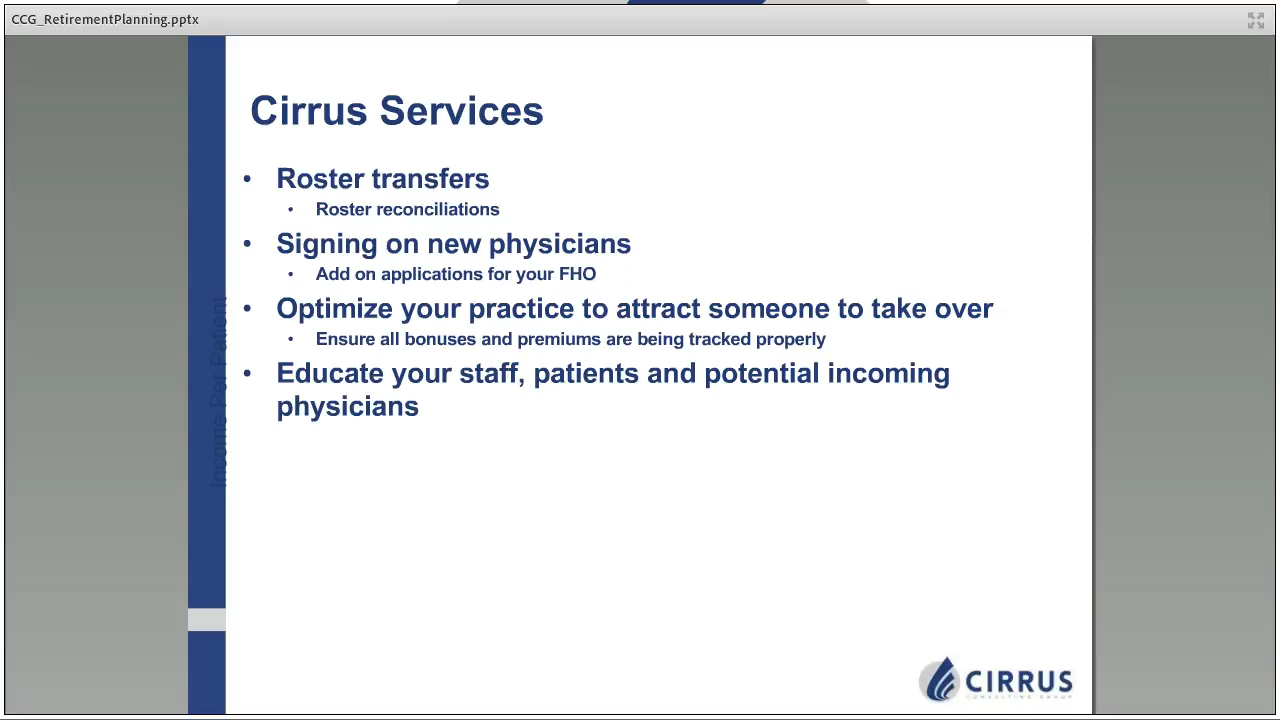 CCG_RetirementPlanning.pptx
Cirrus Services
• Roster transfers
• Roster reconciliations
• Signing on new physicians
• Add on applications for your FHO
• Optimize your practice to attract someone to take over
• Ensure all bonuses and premiums are being tracked properly
• Educate your staff, patients and potential incoming
physicians
Income Per Patient
CIRRUS
CONSULTING GROUP